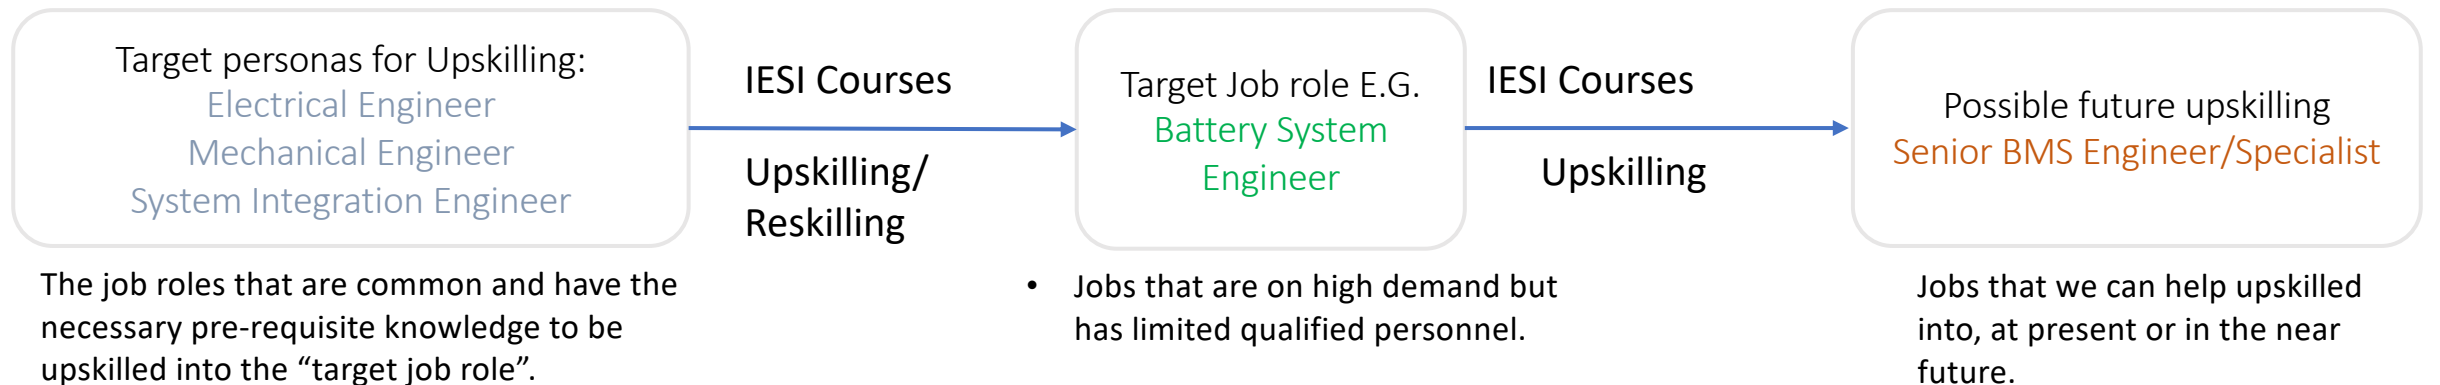 Target personas for Upskilling:
Electrical Engineer
Mechanical Engineer
System Integration Engineer
The job roles that are common and have the
necessary pre-requisite knowledge to be
upskilled into the “target job role”.
IESI Courses
Upskilling/
Reskilling
Target Job role E.G.
Battery System
Engineer
• Jobs that are on high demand but
has limited qualified personnel.
IESI Courses
Upskilling
Possible future upskilling
Senior BMS Engineer/Specialist
Jobs that we can help upskilled
into, at present or in the near
future.